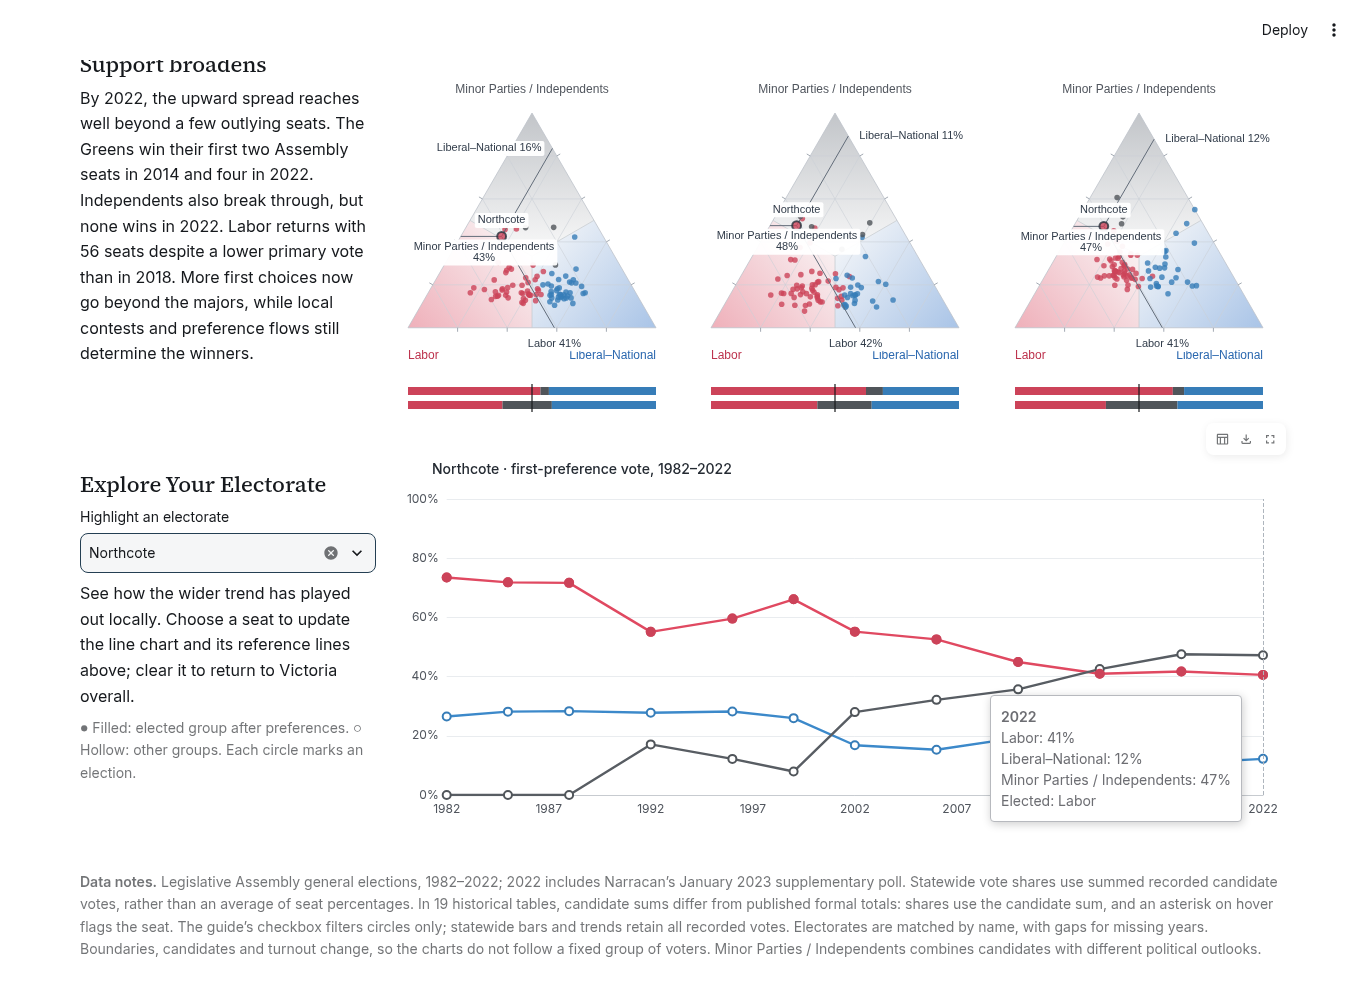 Deploy
Support broadens
By 2022, the upward spread reaches
well beyond a few outlying seats. The
Greens win their first two Assembly
seats in 2014 and four in 2022.
Independents also break through, but
none wins in 2022. Labor returns with
56 seats despite a lower primary vote
than in 2018. More first choices now
go beyond the majors, while local
contests and preference flows still
determine the winners.
Minor Parties / Independents
Liberal–National 16%
Northcote
Minor Parties / Independents
43%
Labor 41%
Labor
Liberal–National
Minor Parties / Independents
Liberal–National 11%
Northcote
Minor Parties / Independents
48%
Labor 42%
Labor
Liberal–National
Minor Parties / Independents
Liberal–National 12%
Northcote
Minor Parties / Independents
47%
Labor 41%
Labor
Liberal–National
Explore Your Electorate
Highlight an electorate
Northcote
See how the wider trend has played
out locally. Choose a seat to update
the line chart and its reference lines
above; clear it to return to Victoria
overall.
● Filled: elected group after preferences. ○
Hollow: other groups. Each circle marks an
election.
Northcote · first-preference vote, 1982–2022
100%
80%
60%
40%
20%
0%
1982
1987
1992
1997
2002
2007
2022
2022
Labor: 41%
Liberal–National: 12%
Minor Parties / Independents: 47%
Elected: Labor
Data notes. Legislative Assembly general elections, 1982–2022; 2022 includes Narracan’s January 2023 supplementary poll. Statewide vote shares use summed recorded candidate
votes, rather than an average of seat percentages. In 19 historical tables, candidate sums differ from published formal totals: shares use the candidate sum, and an asterisk on hover
flags the seat. The guide’s checkbox filters circles only; statewide bars and trends retain all recorded votes. Electorates are matched by name, with gaps for missing years.
Boundaries, candidates and turnout change, so the charts do not follow a fixed group of voters. Minor Parties / Independents combines candidates with different political outlooks.